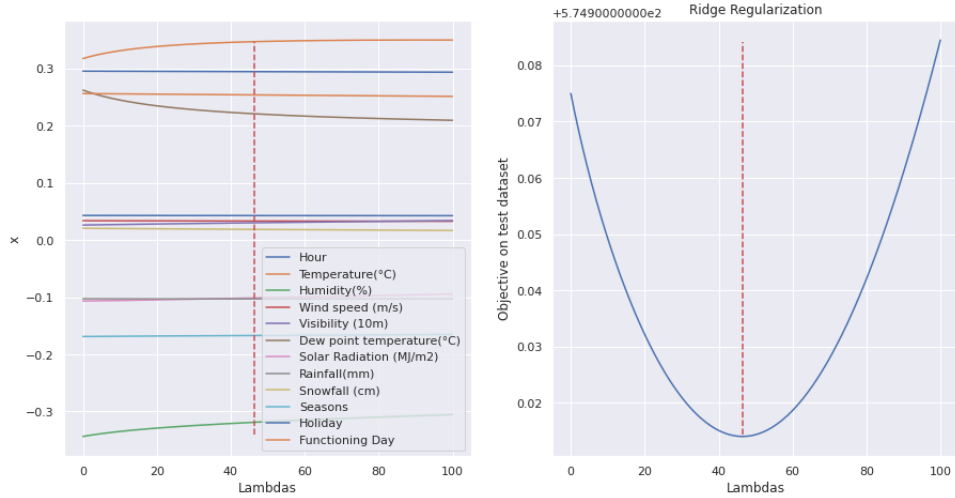 0.3
0.2
0.1
0.0
−0.1
−0.2
−0.3
x
0
20
40
60
80
100
Lambdas
Hour
Temperature(°C)
Humidity(%)
Wind speed (m/s)
Visibility (10m)
Dew point temperature(°C)
Solar Radiation (MJ/m2)
Rainfall(mm)
Snowfall (cm)
Seasons
Holiday
Functioning Day
+5.7490000000e2
Ridge Regularization
0.08
0.07
0.06
0.05
0.04
0.03
0.02
Objective on test dataset
0
20
40
60
80
100
Lambdas